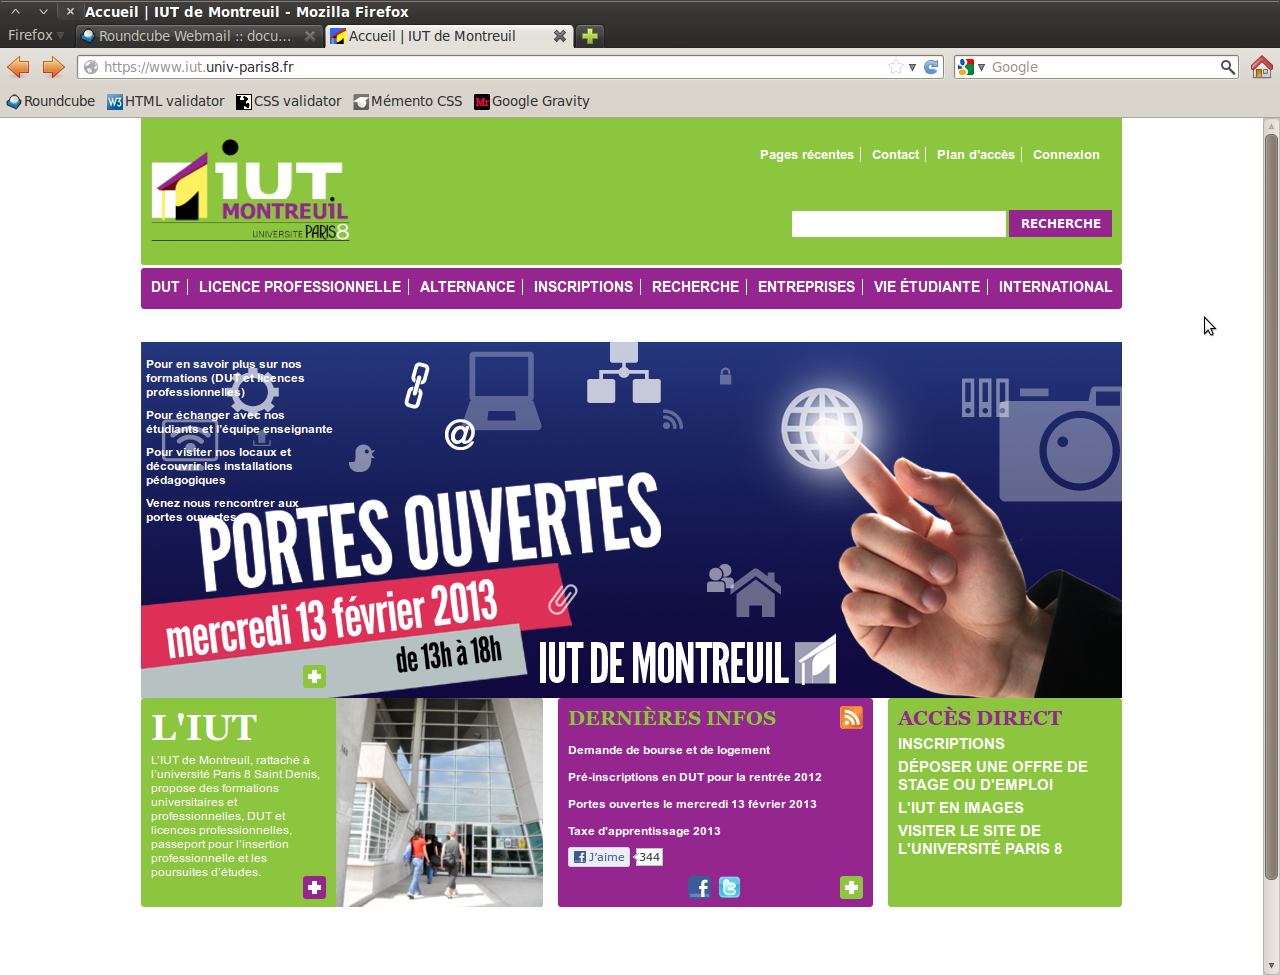 Accueil | IUT de Montreuil - Mozilla Firefox
Firefox
Roundcube Webmail :: docu...
Accueil | IUT de Montreuil
https://www.iut.univ-paris8.fr
Google
Roundcube
HTML validator
CSS validator
Mémento CSS
Google Gravity
iUT
MONTREUiL
UNIVERSITÉ PARIS8
Pages récentes
Contact
Plan d'accès
Connexion
RECHERCHE
DUT
LICENCE PROFESSIONNELLE
ALTERNANCE
INSCRIPTIONS
RECHERCHE
ENTREPRISES
VIE ÉTUDIANTE
INTERNATIONAL
Pour en savoir plus sur nos
formations (DUT et licences
professionnelles)
Pour échanger avec nos
étudiants et l'équipe enseignante
Pour visiter nos locaux et
découvrir les installations
pédagogiques
Venez nous rencontrer aux
portes ouvertes
@
PORTES OUVERTES
mercredi 13 février 2013
de 13h à 18h
IUT DE MONTREUIL
L'IUT
L'IUT de Montreuil, rattaché à
l'université Paris 8 Saint Denis,
propose des formations
universitaires et
professionnelles, DUT et
licences professionnelles,
passeport pour l'insertion
professionnelle et les
poursuites d'études.
DERNIÈRES INFOS
Demande de bourse et de logement
Pré-inscriptions en DUT pour la rentrée 2012
Portes ouvertes le mercredi 13 février 2013
Taxe d'apprentissage 2013
J'aime 344
ACCÈS DIRECT
INSCRIPTIONS
DÉPOSER UNE OFFRE DE
STAGE OU D'EMPLOI
L'IUT EN IMAGES
VISITER LE SITE DE
L'UNIVERSITÉ PARIS 8